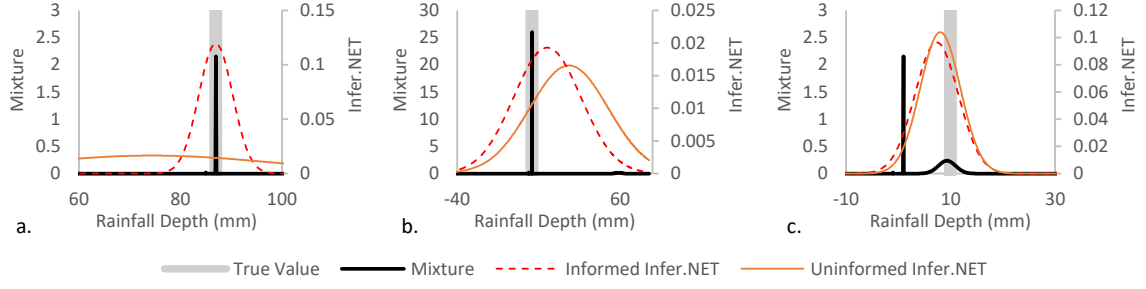 3 2.5 2 1.5 1 0.5 0
Mixture
0.15 0.1 0.05 0
Infer.NET
60 80 100
Rainfall Depth (mm)
a.
30 25 20 15 10 5 0
Mixture
0.025 0.02 0.015 0.01 0.005 0
Infer.NET
-40 60
Rainfall Depth (mm)
b.
3 2.5 2 1.5 1 0.5 0
Mixture
0.12 0.1 0.08 0.06 0.04 0.02 0
Infer.NET
-10 10 30
Rainfall Depth (mm)
c.
True Value Mixture Informed Infer.NET Uninformed Infer.NET